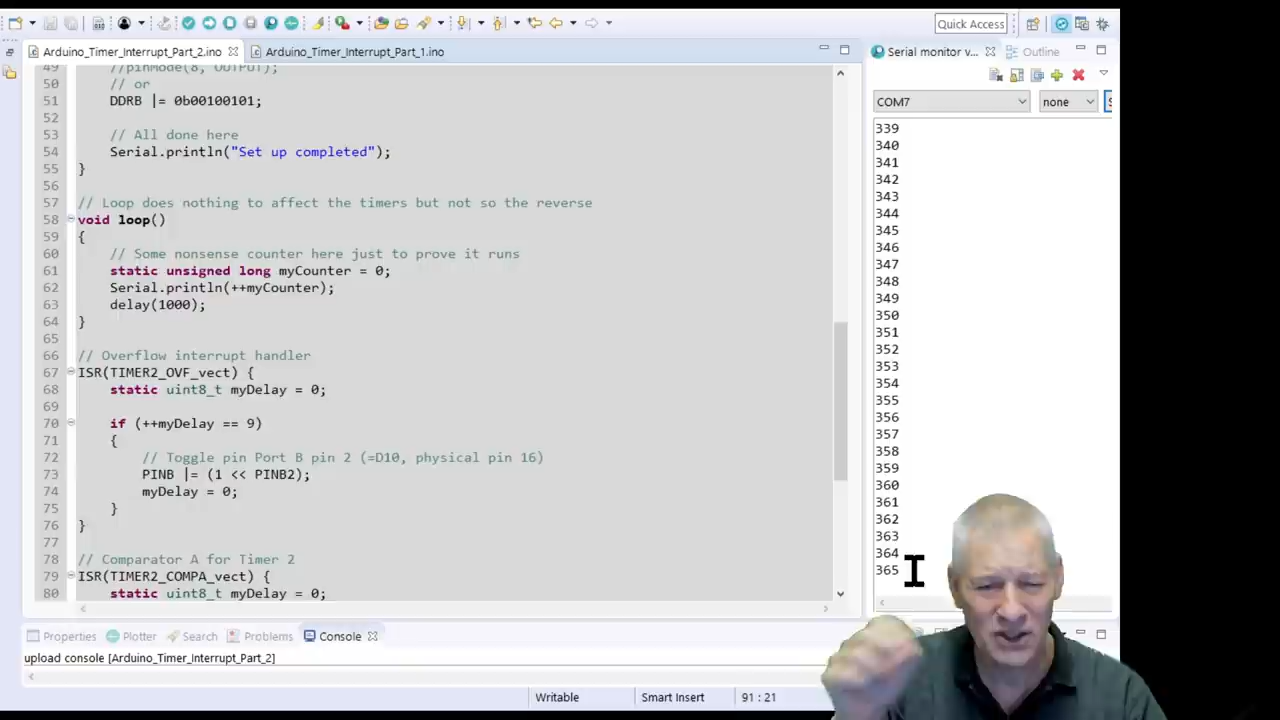 Quick Access
Arduino_Timer_Interrupt_Part_2.ino
Arduino_Timer_Interrupt_Part_1.ino
Serial monitor v...
Outline
COM7
none
49 //pinMode(8, OUTPUT);
50 // or
51 DDRB |= 0b00100101;
52
53 // All done here
54 Serial.println("Set up completed");
55 }
56
57 // Loop does nothing to affect the timers but not so the reverse
58 void loop()
59 {
60 // Some nonsense counter here just to prove it runs
61 static unsigned long myCounter = 0;
62 Serial.println(++myCounter);
63 delay(1000);
64 }
65
66 // Overflow interrupt handler
67 ISR(TIMER2_OVF_vect) {
68 static uint8_t myDelay = 0;
69
70 if (++myDelay == 9)
71 {
72 // Toggle pin Port B pin 2 (=D10, physical pin 16)
73 PINB |= (1 << PINB2);
74 myDelay = 0;
75 }
76 }
77
78 // Comparator A for Timer 2
79 ISR(TIMER2_COMPA_vect) {
80 static uint8_t myDelay = 0;
339
340
341
342
343
344
345
346
347
348
349
350
351
352
353
354
355
356
357
358
359
360
361
362
363
364
365
Properties
Plotter
Search
Problems
Console
upload console [Arduino_Timer_Interrupt_Part_2]
Writable
Smart Insert
91 : 21